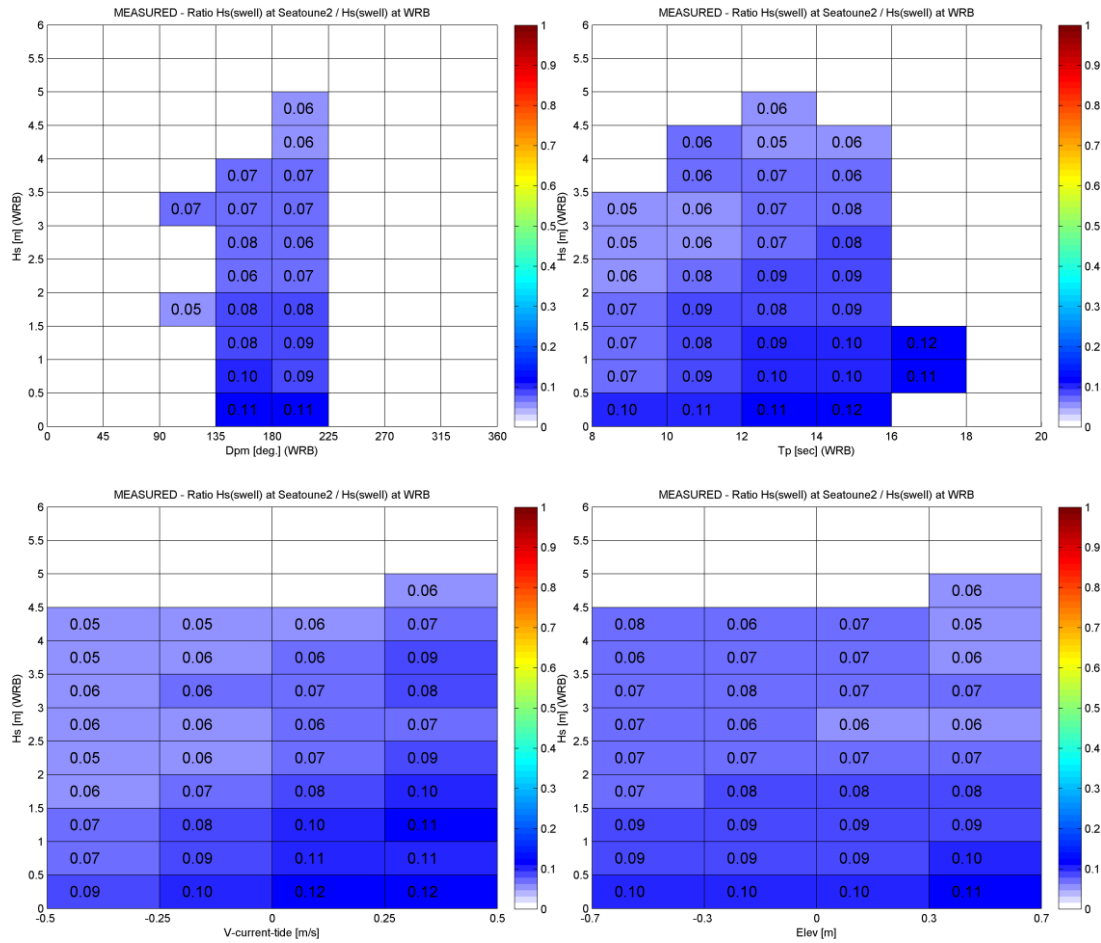 MEASURED - Ratio Hs(swell) at Seatoune2 / Hs(swell) at WRB
Hs [m] (WRB)
6
5.5
5
4.5
4
3.5
3
2.5
2
1.5
1
0.5
0
0.06
0.06
0.07 0.07
0.07 0.07 0.07
0.08 0.06
0.06 0.07
0.05 0.08 0.08
0.08 0.09
0.10 0.09
0.11 0.11
0 45 90 135 180 225 270 315 360
Dpm [deg.] (WRB)
1
0.9
0.8
0.7
0.6
0.5
0.4
0.3
0.2
0.1
0
MEASURED - Ratio Hs(swell) at Seatoune2 / Hs(swell) at WRB
Hs [m] (WRB)
6
5.5
5
4.5
4
3.5
3
2.5
2
1.5
1
0.5
0
0.06
0.06 0.05 0.06
0.06 0.07 0.06
0.05 0.06 0.07 0.08
0.05 0.06 0.07 0.08
0.06 0.08 0.09 0.09
0.07 0.09 0.08 0.09
0.07 0.08 0.09 0.10 0.12
0.07 0.09 0.10 0.10 0.11
0.10 0.11 0.11 0.12
8 10 12 14 16 18 20
Tp [sec] (WRB)
1
0.9
0.8
0.7
0.6
0.5
0.4
0.3
0.2
0.1
0
MEASURED - Ratio Hs(swell) at Seatoune2 / Hs(swell) at WRB
Hs [m] (WRB)
6
5.5
5
4.5
4
3.5
3
2.5
2
1.5
1
0.5
0
0.06
0.05 0.05 0.06 0.07
0.05 0.06 0.06 0.09
0.06 0.06 0.07 0.08
0.06 0.06 0.06 0.07
0.05 0.06 0.07 0.09
0.06 0.07 0.08 0.10
0.07 0.08 0.10 0.11
0.07 0.09 0.11 0.11
0.09 0.10 0.12 0.12
-0.5 -0.25 0 0.25 0.5
V-current-tide [m/s]
1
0.9
0.8
0.7
0.6
0.5
0.4
0.3
0.2
0.1
0
MEASURED - Ratio Hs(swell) at Seatoune2 / Hs(swell) at WRB
Hs [m] (WRB)
6
5.5
5
4.5
4
3.5
3
2.5
2
1.5
1
0.5
0
0.06
0.08 0.06 0.07 0.05
0.06 0.07 0.07 0.06
0.07 0.08 0.07 0.07
0.07 0.06 0.06 0.06
0.07 0.07 0.07 0.07
0.07 0.08 0.08 0.08
0.09 0.09 0.09 0.09
0.09 0.09 0.09 0.10
0.10 0.10 0.10 0.11
-0.7 -0.3 0 0.3 0.7
Elev [m]
1
0.9
0.8
0.7
0.6
0.5
0.4
0.3
0.2
0.1
0